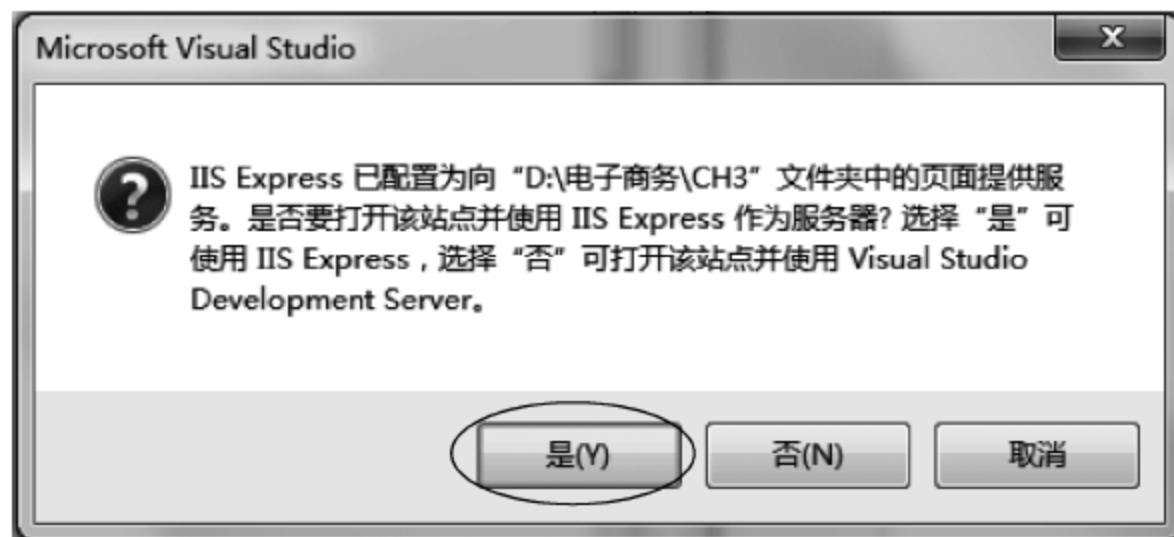 Microsoft Visual Studio
IIS Express 已配置为向“D:\电子商务\CH3”文件夹中的页面提供服
务。是否要打开该站点并使用 IIS Express 作为服务器? 选择“是”可
使用 IIS Express，选择“否”可打开该站点并使用 Visual Studio
Development Server。
是(Y) 否(N) 取消